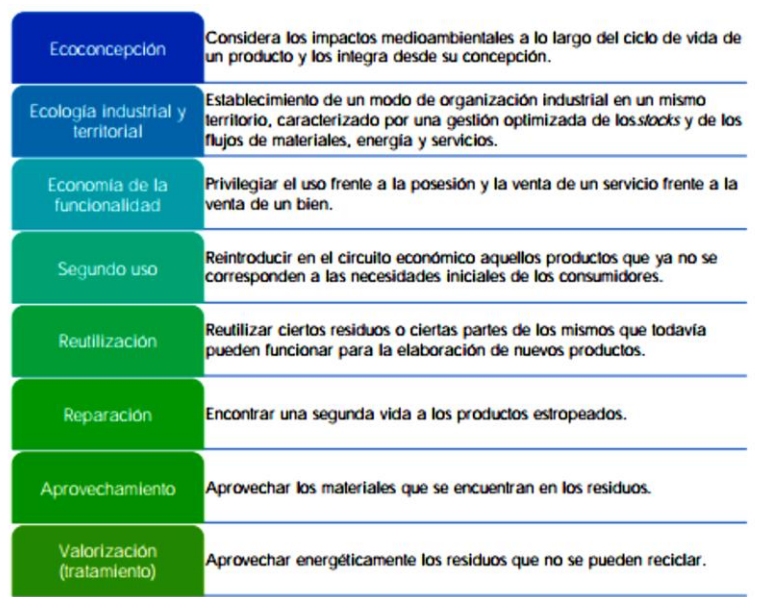 Ecoconcepción
Considera los impactos medioambientales a lo largo del ciclo de vida de
un producto y los integra desde su concepción.
Ecología industrial y
territorial
Establecimiento de un modo de organización industrial en un mismo
territorio, caracterizado por una gestión optimizada de los stocks y de los
flujos de materiales, energía y servicios.
Economía de la
funcionalidad
Privilegiar el uso frente a la posesión y la venta de un servicio frente a la
venta de un bien.
Segundo uso
Reintroducir en el circuito económico aquellos productos que ya no se
corresponden a las necesidades iniciales de los consumidores.
Reutilización
Reutilizar ciertos residuos o ciertas partes de los mismos que todavía
pueden funcionar para la elaboración de nuevos productos.
Reparación
Encontrar una segunda vida a los productos estropeados.
Aprovechamiento
Aprovechar los materiales que se encuentran en los residuos.
Valorización
(tratamiento)
Aprovechar energéticamente los residuos que no se pueden reciclar.